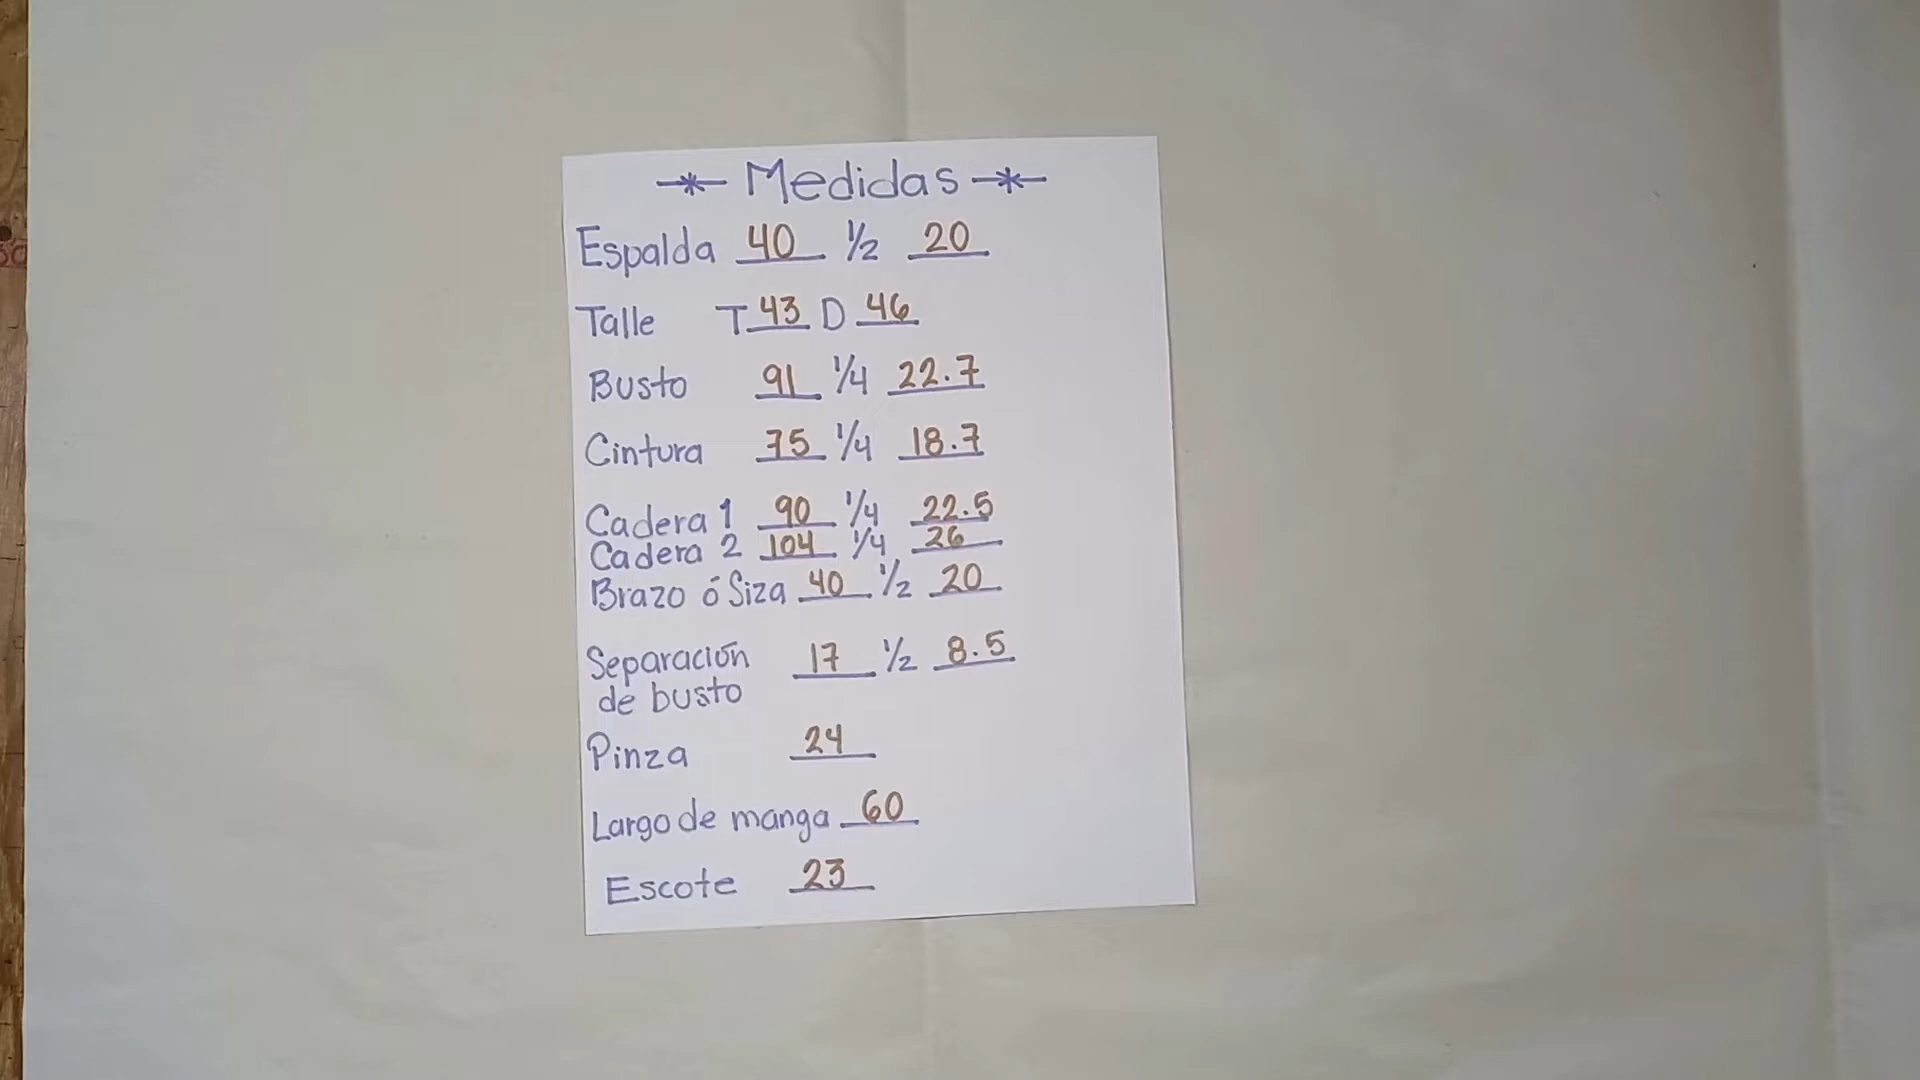 Medidas
Espalda 40 1/2 20
Talle T 43 D 46
Busto 91 1/4 22.7
Cintura 75 1/4 18.7
Cadera 1 90 1/4 22.5
Cadera 2 104 1/4 26
Brazo ó Siza 40 1/2 20
Separación 17 1/2 8.5
de busto
Pinza 24
Largo de manga 60
Escote 23